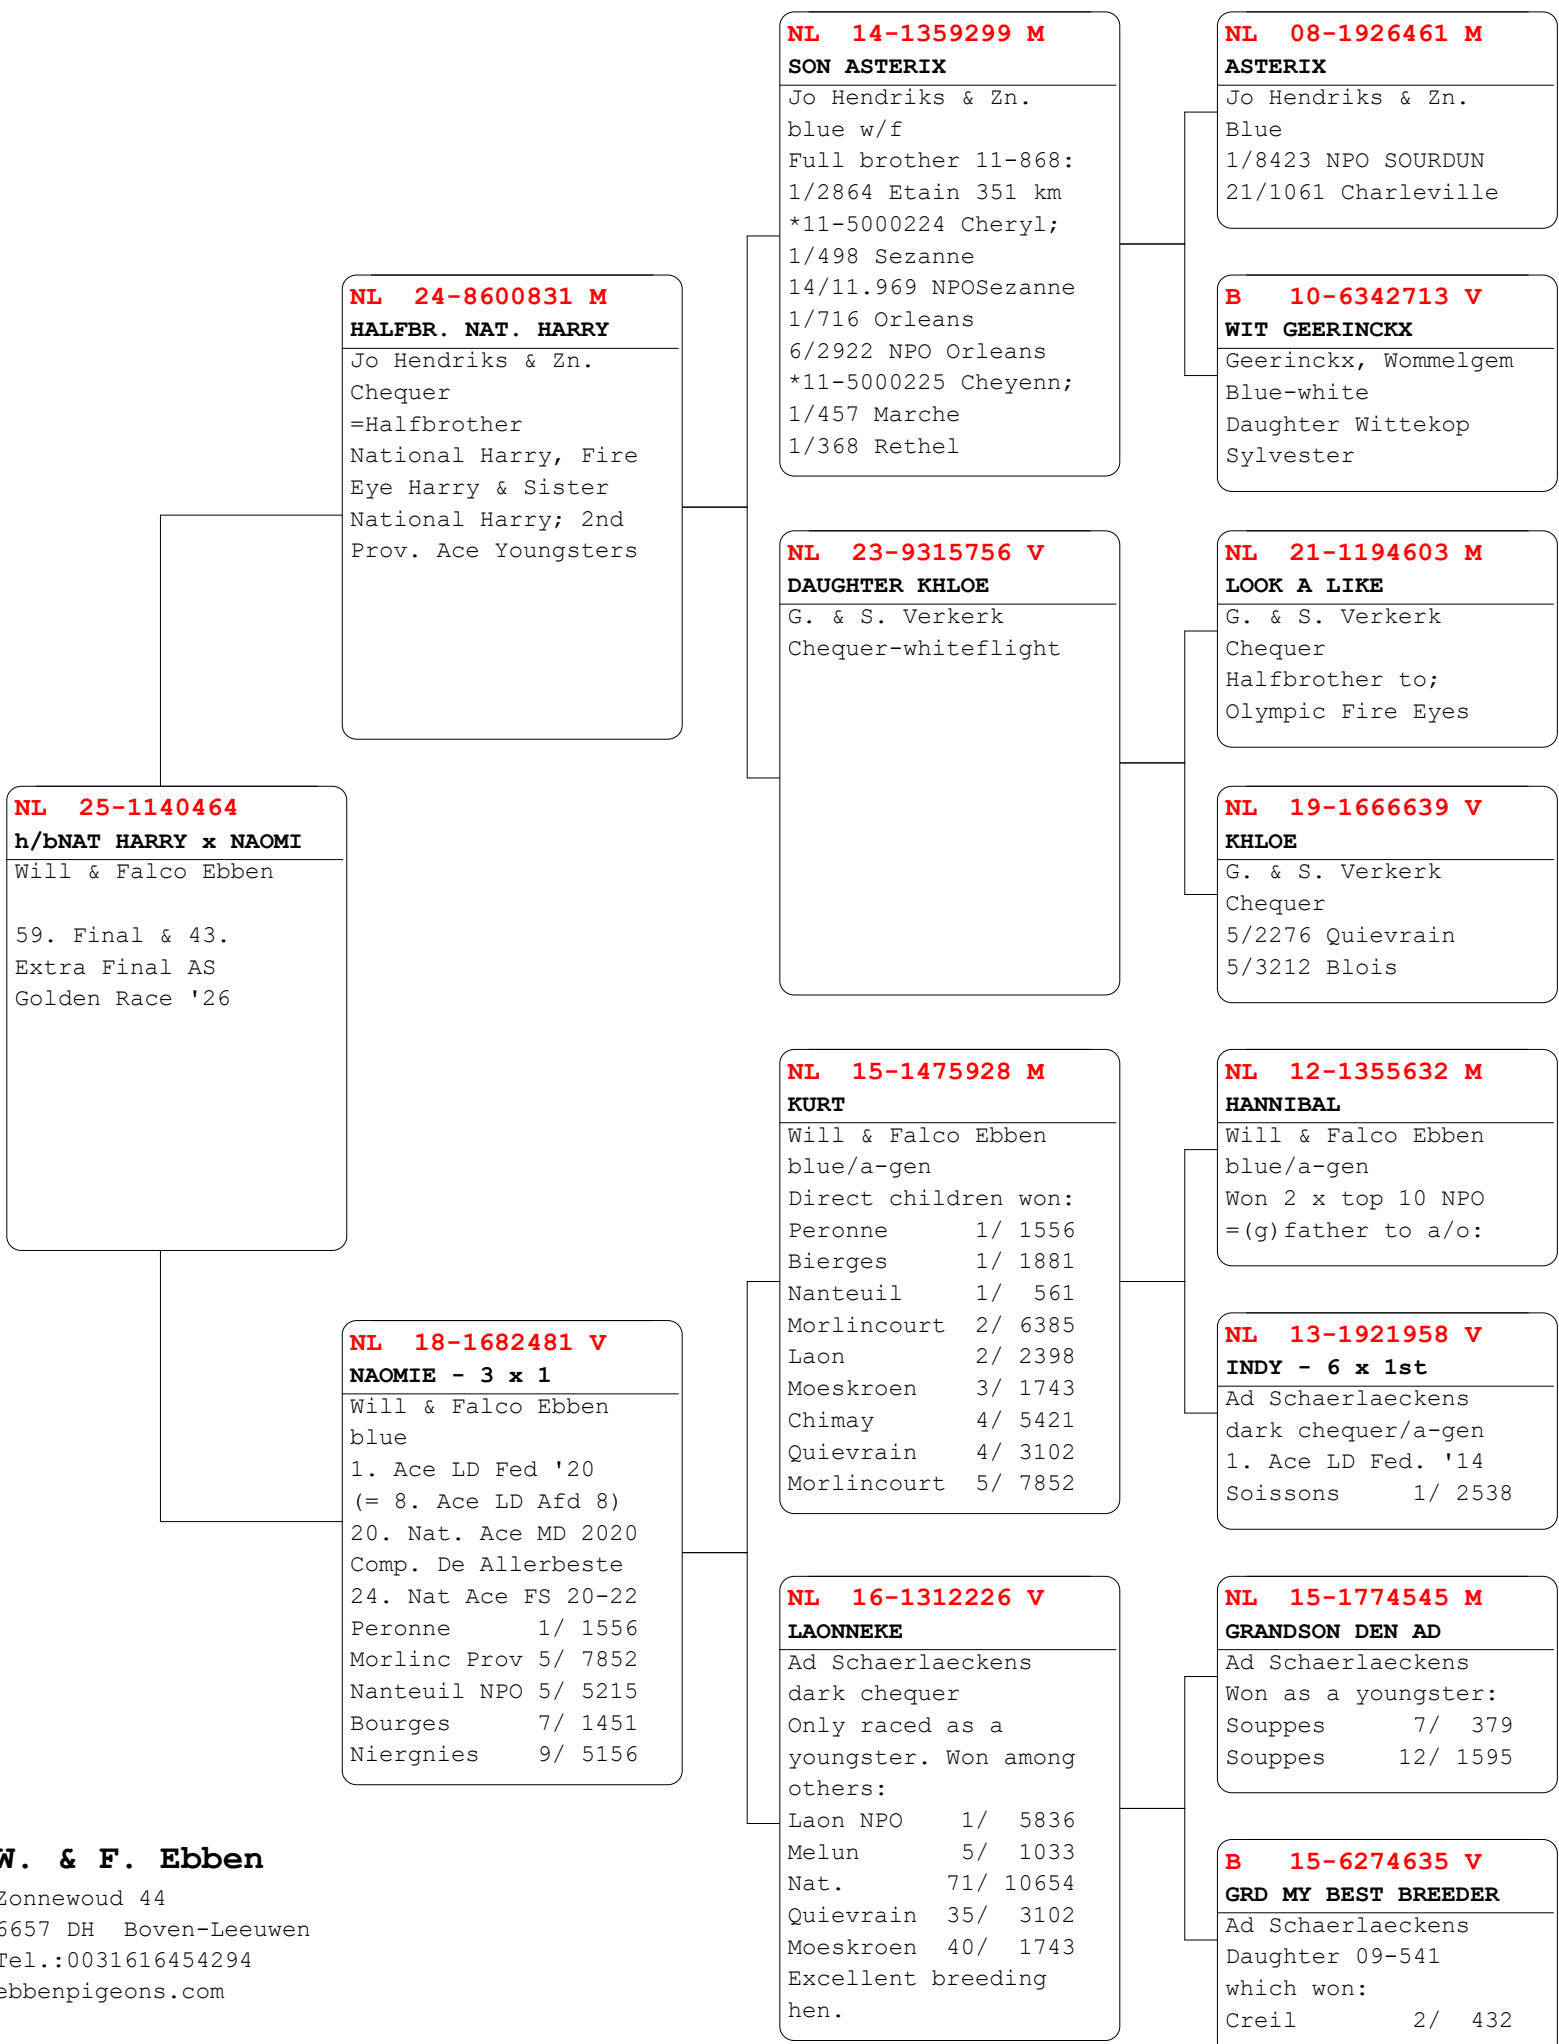 NL 25-1140464
h/bNAT HARRY x NAOMI
Will & Falco Ebben
59. Final & 43.
Extra Final AS
Golden Race '26
NL 24-8600831 M
HALFBR. NAT. HARRY
Jo Hendriks & Zn.
Chequer
=Halfbrother
National Harry, Fire
Eye Harry & Sister
National Harry; 2nd
Prov. Ace Youngsters
NL 18-1682481 V
NAOMIE - 3 x 1
Will & Falco Ebben
blue
1. Ace LD Fed '20
(= 8. Ace LD Afd 8)
20. Nat. Ace MD 2020
Comp. De Allerbeste
24. Nat Ace FS 20-22
Peronne 1/ 1556
Morlinc Prov 5/ 7852
Nanteuil NPO 5/ 5215
Bourges 7/ 1451
Niergnies 9/ 5156
NL 14-1359299 M
SON ASTERIX
Jo Hendriks & Zn.
blue w/f
Full brother 11-868:
1/2864 Etain 351 km
*11-5000224 Cheryl;
1/498 Sezanne
14/11.969 NPOSezanne
1/716 Orleans
6/2922 NPO Orleans
*11-5000225 Cheyenn;
1/457 Marche
1/368 Rethel
NL 23-9315756 V
DAUGHTER KHLOE
G. & S. Verkerk
Chequer-whiteflight
NL 15-1475928 M
KURT
Will & Falco Ebben
blue/a-gen
Direct children won:
Peronne 1/ 1556
Bierges 1/ 1881
Nanteuil 1/ 561
Morlincourt 2/ 6385
Laon 2/ 2398
Moeskroen 3/ 1743
Chimay 4/ 5421
Quievrain 4/ 3102
Morlincourt 5/ 7852
NL 16-1312226 V
LAONNEKE
Ad Schaerlaeckens
dark chequer
Only raced as a
youngster. Won among
others:
Laon NPO 1/ 5836
Melun 5/ 1033
Nat. 71/ 10654
Quievrain 35/ 3102
Moeskroen 40/ 1743
Excellent breeding
hen.
NL 08-1926461 M
ASTERIX
Jo Hendriks & Zn.
Blue
1/8423 NPO SOURDUN
21/1061 Charleville
B 10-6342713 V
WIT GEERINCKX
Geerinckx, Wommelgem
Blue-white
Daughter Wittekop
Sylvester
NL 21-1194603 M
LOOK A LIKE
G. & S. Verkerk
Chequer
Halfbrother to;
Olympic Fire Eyes
NL 19-1666639 V
KHLOE
G. & S. Verkerk
Chequer
5/2276 Quievrain
5/3212 Blois
NL 12-1355632 M
HANNIBAL
Will & Falco Ebben
blue/a-gen
Won 2 x top 10 NPO
=(g)father to a/o:
NL 13-1921958 V
INDY - 6 x 1st
Ad Schaerlaeckens
dark chequer/a-gen
1. Ace LD Fed. '14
Soissons 1/ 2538
NL 15-1774545 M
GRANDSON DEN AD
Ad Schaerlaeckens
Won as a youngster:
Souppes 7/ 379
Souppes 12/ 1595
B 15-6274635 V
GRD MY BEST BREEDER
Ad Schaerlaeckens
Daughter 09-541
which won:
Creil 2/ 432
W. & F. Ebben
Zonnewoud 44
6657 DH Boven-Leeuwen
Tel.:0031616454294
ebbenpigeons.com